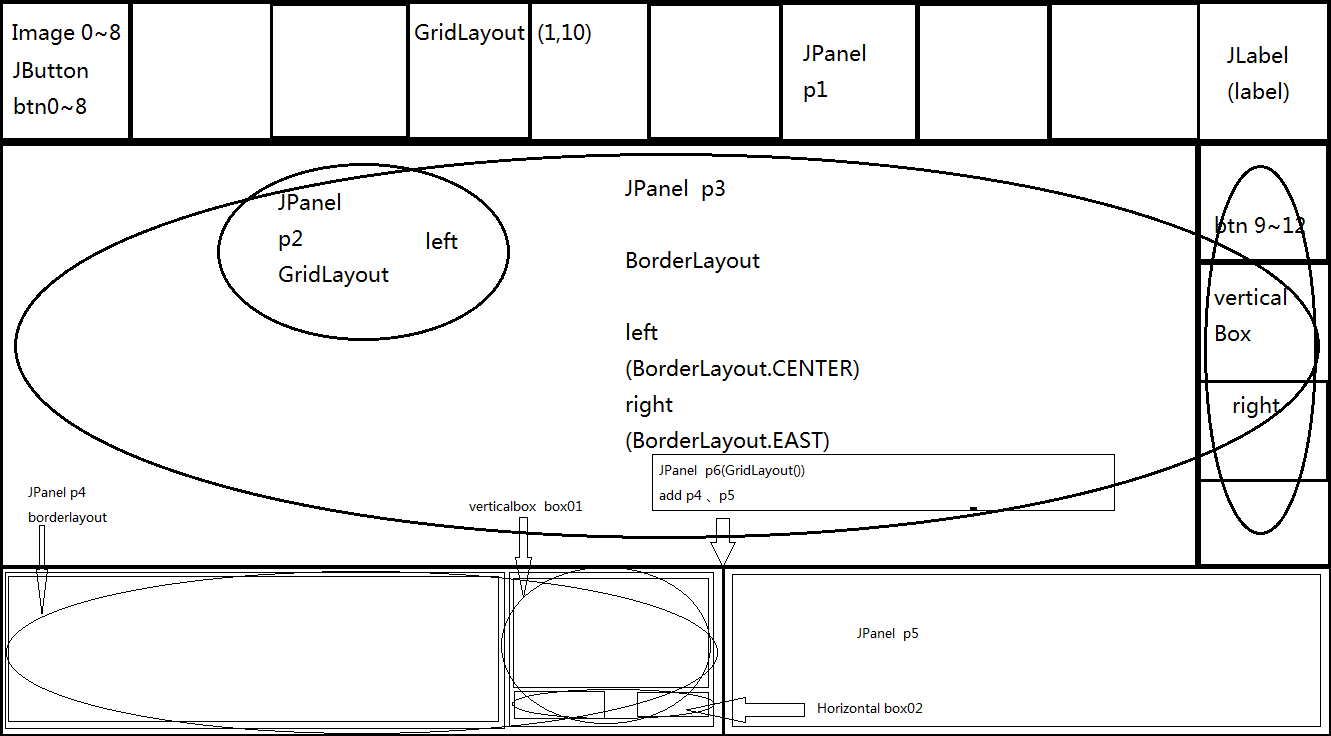 Image 0~8
JButton
btn0~8
GridLayout (1,10)
JPanel
p1
JLabel
(label)
JPanel
p2 left
GridLayout
JPanel p3
BorderLayout
left
(BorderLayout.CENTER)
right
(BorderLayout.EAST)
btn 9~12
vertical
Box
right
JPanel p6(GridLayout())
add p4 、p5
JPanel p4
borderlayout
verticalbox box01
JPanel p5
Horizontal box02